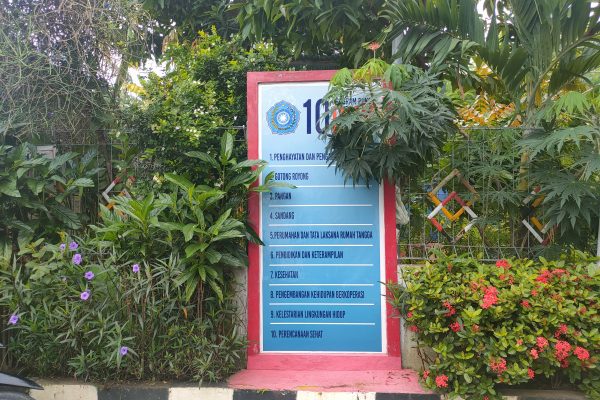 10
1. PENGHAYATAN DAN
2. GOTONG ROYONG
3. PANGAN
4. SANDANG
5. PERUMAHAN DAN TATA LAKSANA RUMAH TANGGA
6. PENDIDIKAN DAN KETERAMPILAN
7. KESEHATAN
8. PENGEMBANGAN KEHIDUPAN BERKOPERASI
9. KELESTARIAN LINGKUNGAN HIDUP
10. PERENCANAAN SEHAT